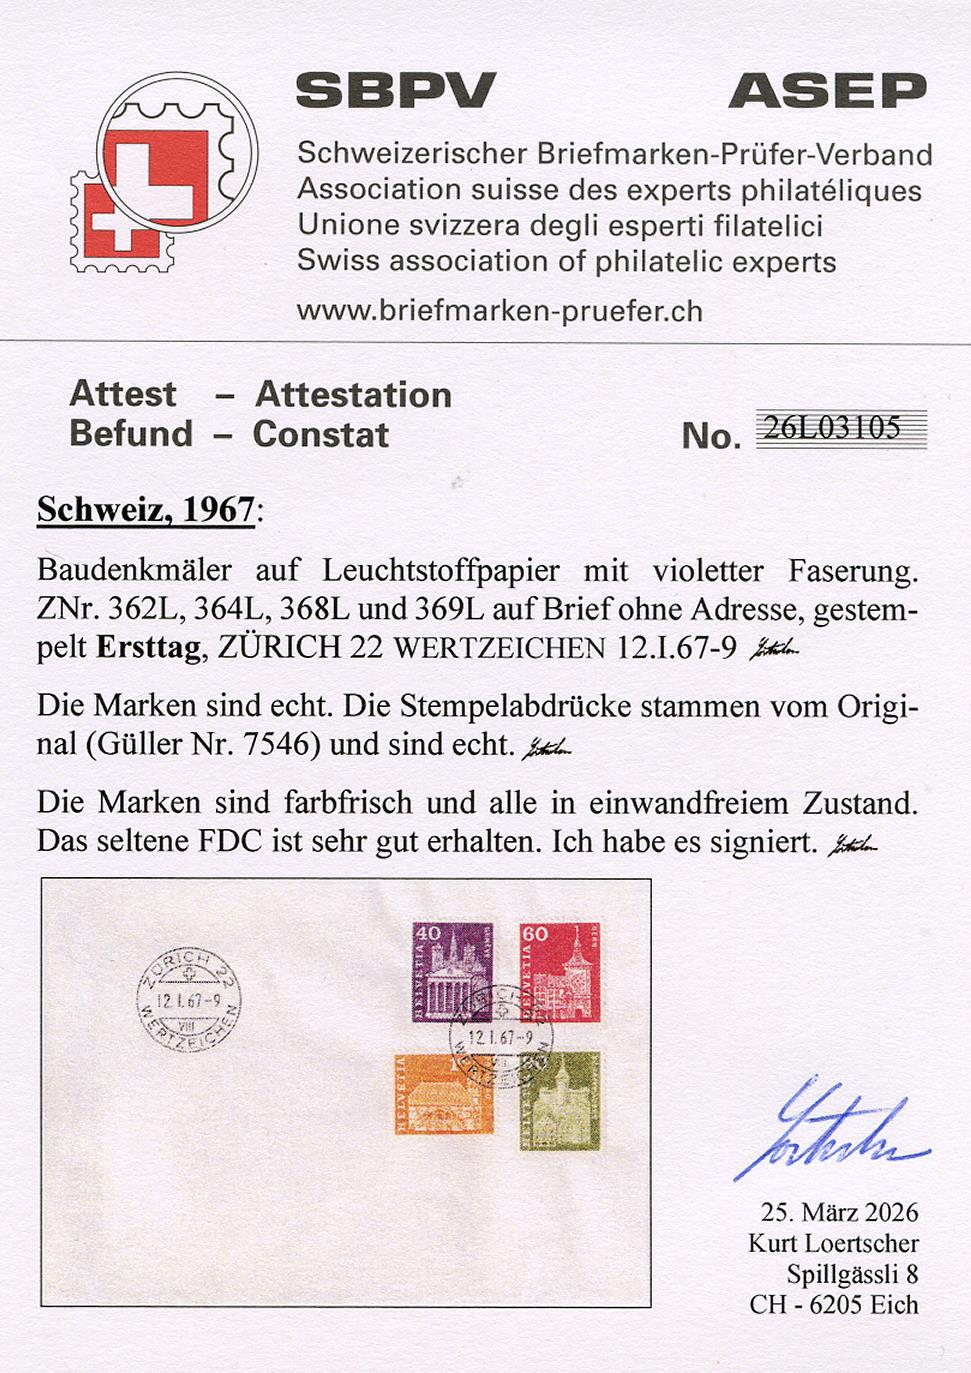 SBPV ASEP
Schweizerischer Briefmarken-Prüfer-Verband
Association suisse des experts philatéliques
Unione svizzera degli esperti filatelici
Swiss association of philatelic experts
www.briefmarken-pruefer.ch
Attest – Attestation
Befund – Constat
No. 26L03105
Schweiz, 1967:
Baudenkmäler auf Leuchtstoffpapier mit violetter Faserung.
ZNr. 362L, 364L, 368L und 369L auf Brief ohne Adresse, gestem-
pelt Ersttag, ZÜRICH 22 WERTZEICHEN 12.I.67-9
Die Marken sind echt. Die Stempelabdrücke stammen vom Origi-
nal (Güller Nr. 7546) und sind echt.
Die Marken sind farbfrisch und alle in einwandfreiem Zustand.
Das seltene FDC ist sehr gut erhalten. Ich habe es signiert.
ZÜRICH 22
12.I.67-9
VIII
WERTZEICHEN
40
HELVETIA
GENÈVE
60
HELVETIA
BERN
ZÜRICH 22
12.I.67-9
WERTZEICHEN
HELVETIA
1
HELVETIA
25. März 2026
Kurt Loertscher
Spillgässli 8
CH - 6205 Eich